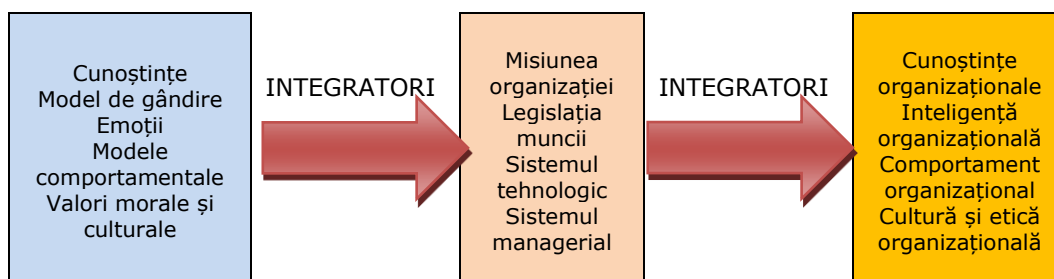 Cunoștințe
Model de gândire
Emoții
Modele
comportamentale
Valori morale și
culturale
INTEGRATORI
Misiunea
organizației
Legislația
muncii
Sistemul
tehnologic
Sistemul
managerial
INTEGRATORI
Cunoștințe
organizaționale
Inteligență
organizațională
Comportament
organizațional
Cultură și etică
organizațională